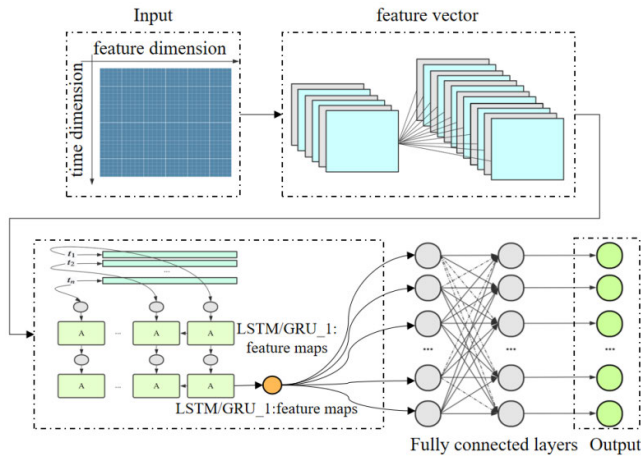 Input
feature vector
feature dimension
time dimension
t1
t2
...
tn
A
...
A
A
LSTM/GRU_1:
feature maps
A
...
A
A
LSTM/GRU_1:feature maps
...
...
...
Fully connected layers
Output